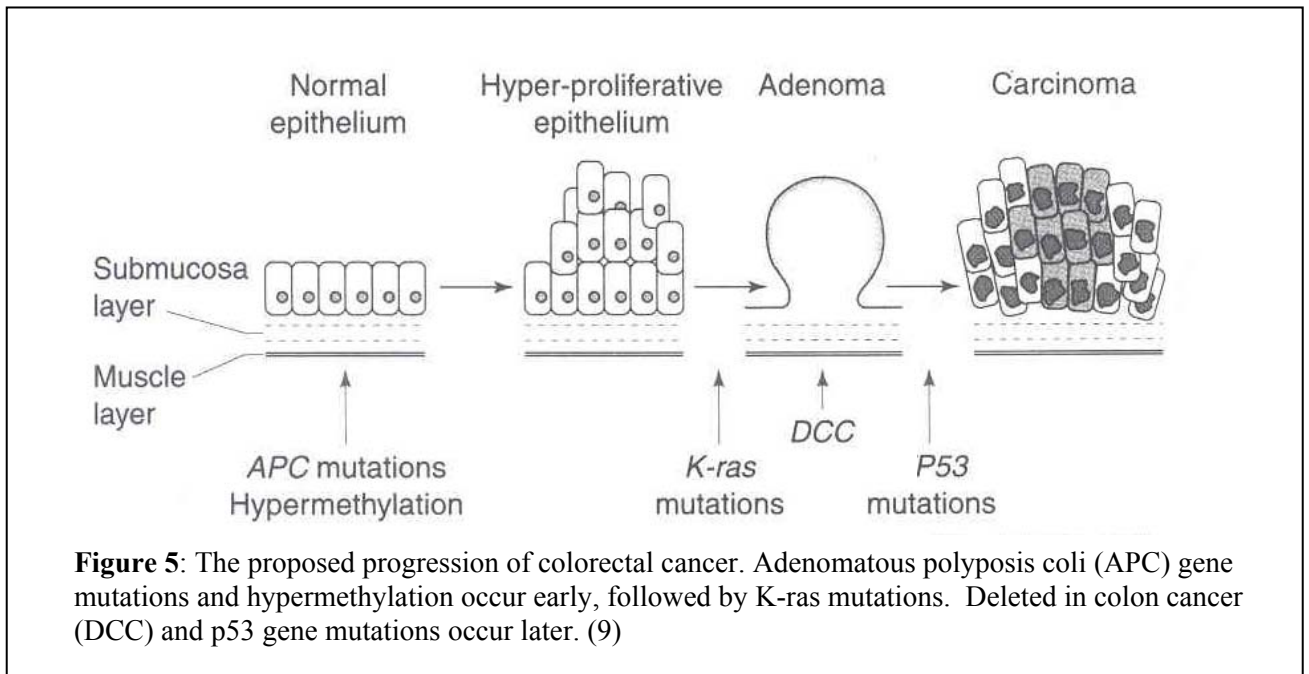 Normal
epithelium
Hyper-proliferative
epithelium
Adenoma
Carcinoma
Submucosa
layer
Muscle
layer
APC mutations
Hypermethylation
K-ras
mutations
DCC
P53
mutations
Figure 5: The proposed progression of colorectal cancer. Adenomatous polyposis coli (APC) gene
mutations and hypermethylation occur early, followed by K-ras mutations.  Deleted in colon cancer
(DCC) and p53 gene mutations occur later. (9)